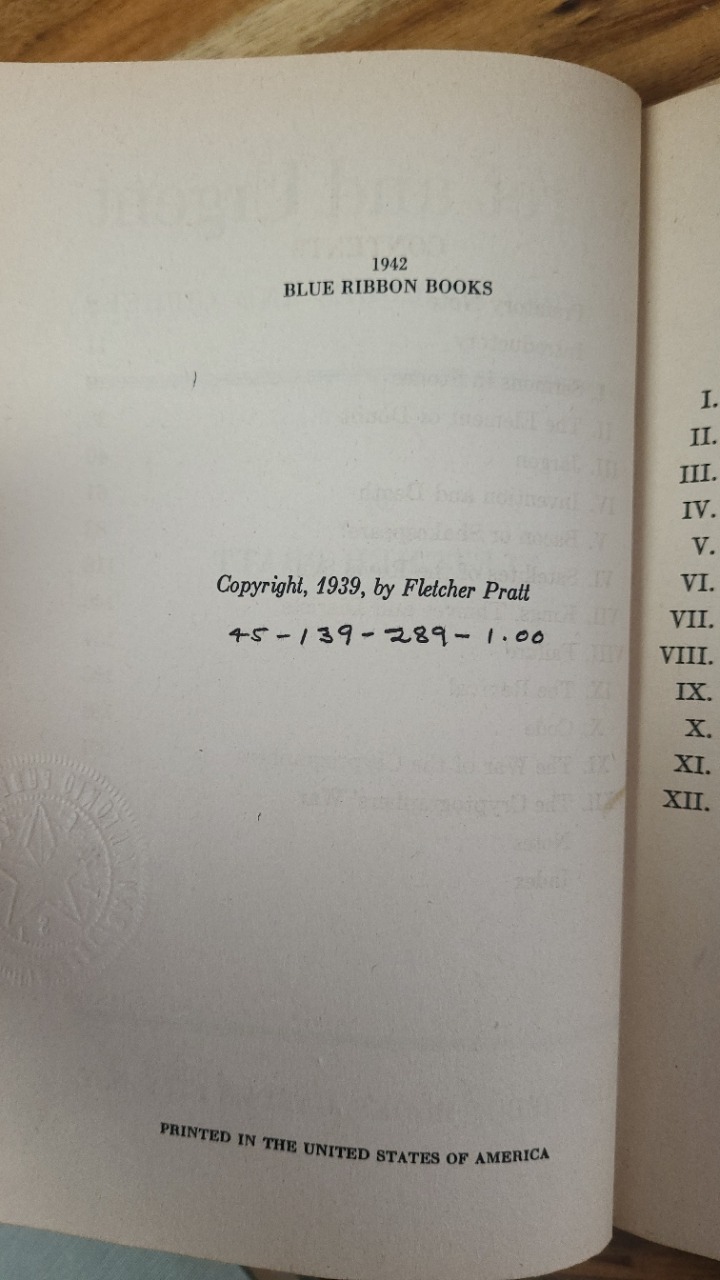 1942
BLUE RIBBON BOOKS
Copyright, 1939, by Fletcher Pratt
45-139-289-1.00
PRINTED IN THE UNITED STATES OF AMERICA
I.
II.
III.
IV.
V.
VI.
VII.
VIII.
IX.
X.
XI.
XII.